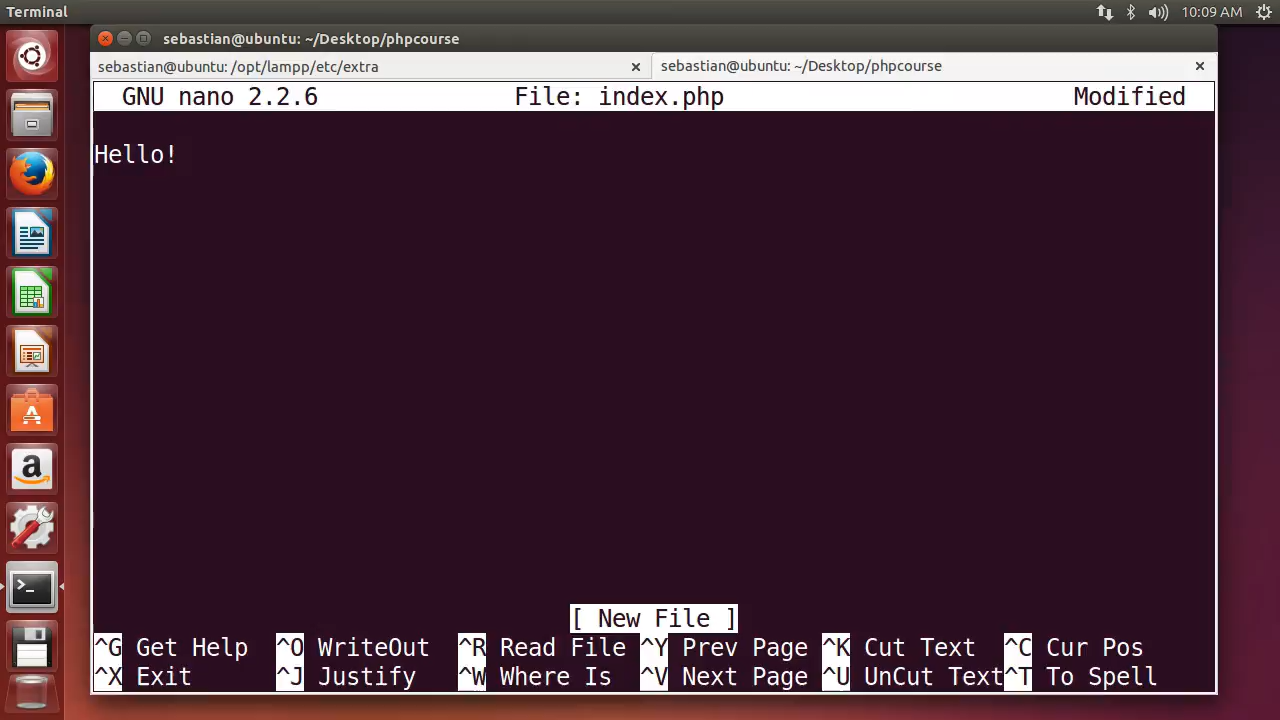 Terminal
10:09 AM
sebastian@ubuntu: ~/Desktop/phpcourse
sebastian@ubuntu: /opt/lampp/etc/extra × sebastian@ubuntu: ~/Desktop/phpcourse ×
GNU nano 2.2.6 File: index.php Modified
Hello!
[ New File ]
^G Get Help ^O WriteOut ^R Read File ^Y Prev Page ^K Cut Text ^C Cur Pos
^X Exit ^J Justify ^W Where Is ^V Next Page ^U UnCut Text^T To Spell